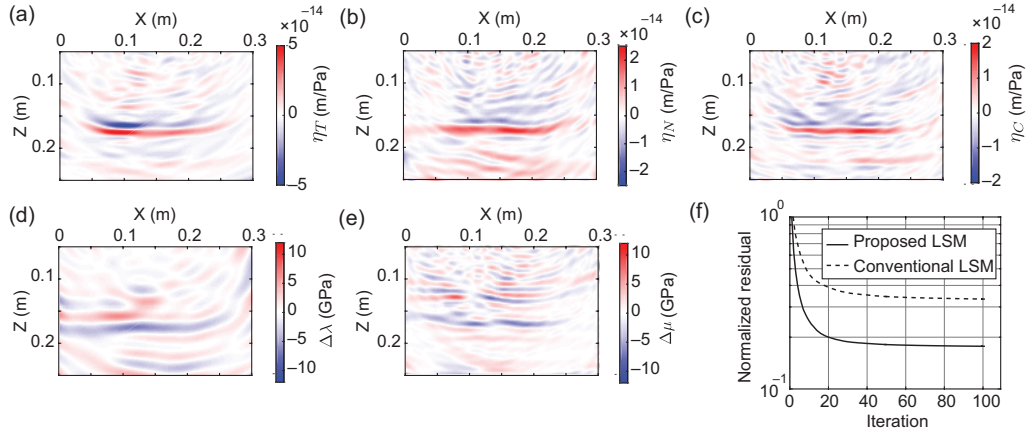 (a)
X (m)
0 0.1 0.2 0.3
0.1
0.2
Z (m)
×10⁻¹⁴
5
0
−5
η_T (m/Pa)
(b)
X (m)
0 0.1 0.2 0.3
0.1
0.2
Z (m)
×10⁻¹⁴
2
1
0
−1
−2
η_N (m/Pa)
(c)
X (m)
0 0.1 0.2 0.3
0.1
0.2
Z (m)
×10⁻¹⁴
2
1
0
−1
−2
η_C (m/Pa)
(d)
X (m)
0 0.1 0.2 0.3
0.1
0.2
Z (m)
10
5
0
−5
−10
Δλ (GPa)
(e)
X (m)
0 0.1 0.2 0.3
0.1
0.2
Z (m)
10
5
0
−5
−10
Δμ (GPa)
(f)
10⁰
10⁻¹
Normalized residual
Proposed LSM
Conventional LSM
0 20 40 60 80 100
Iteration